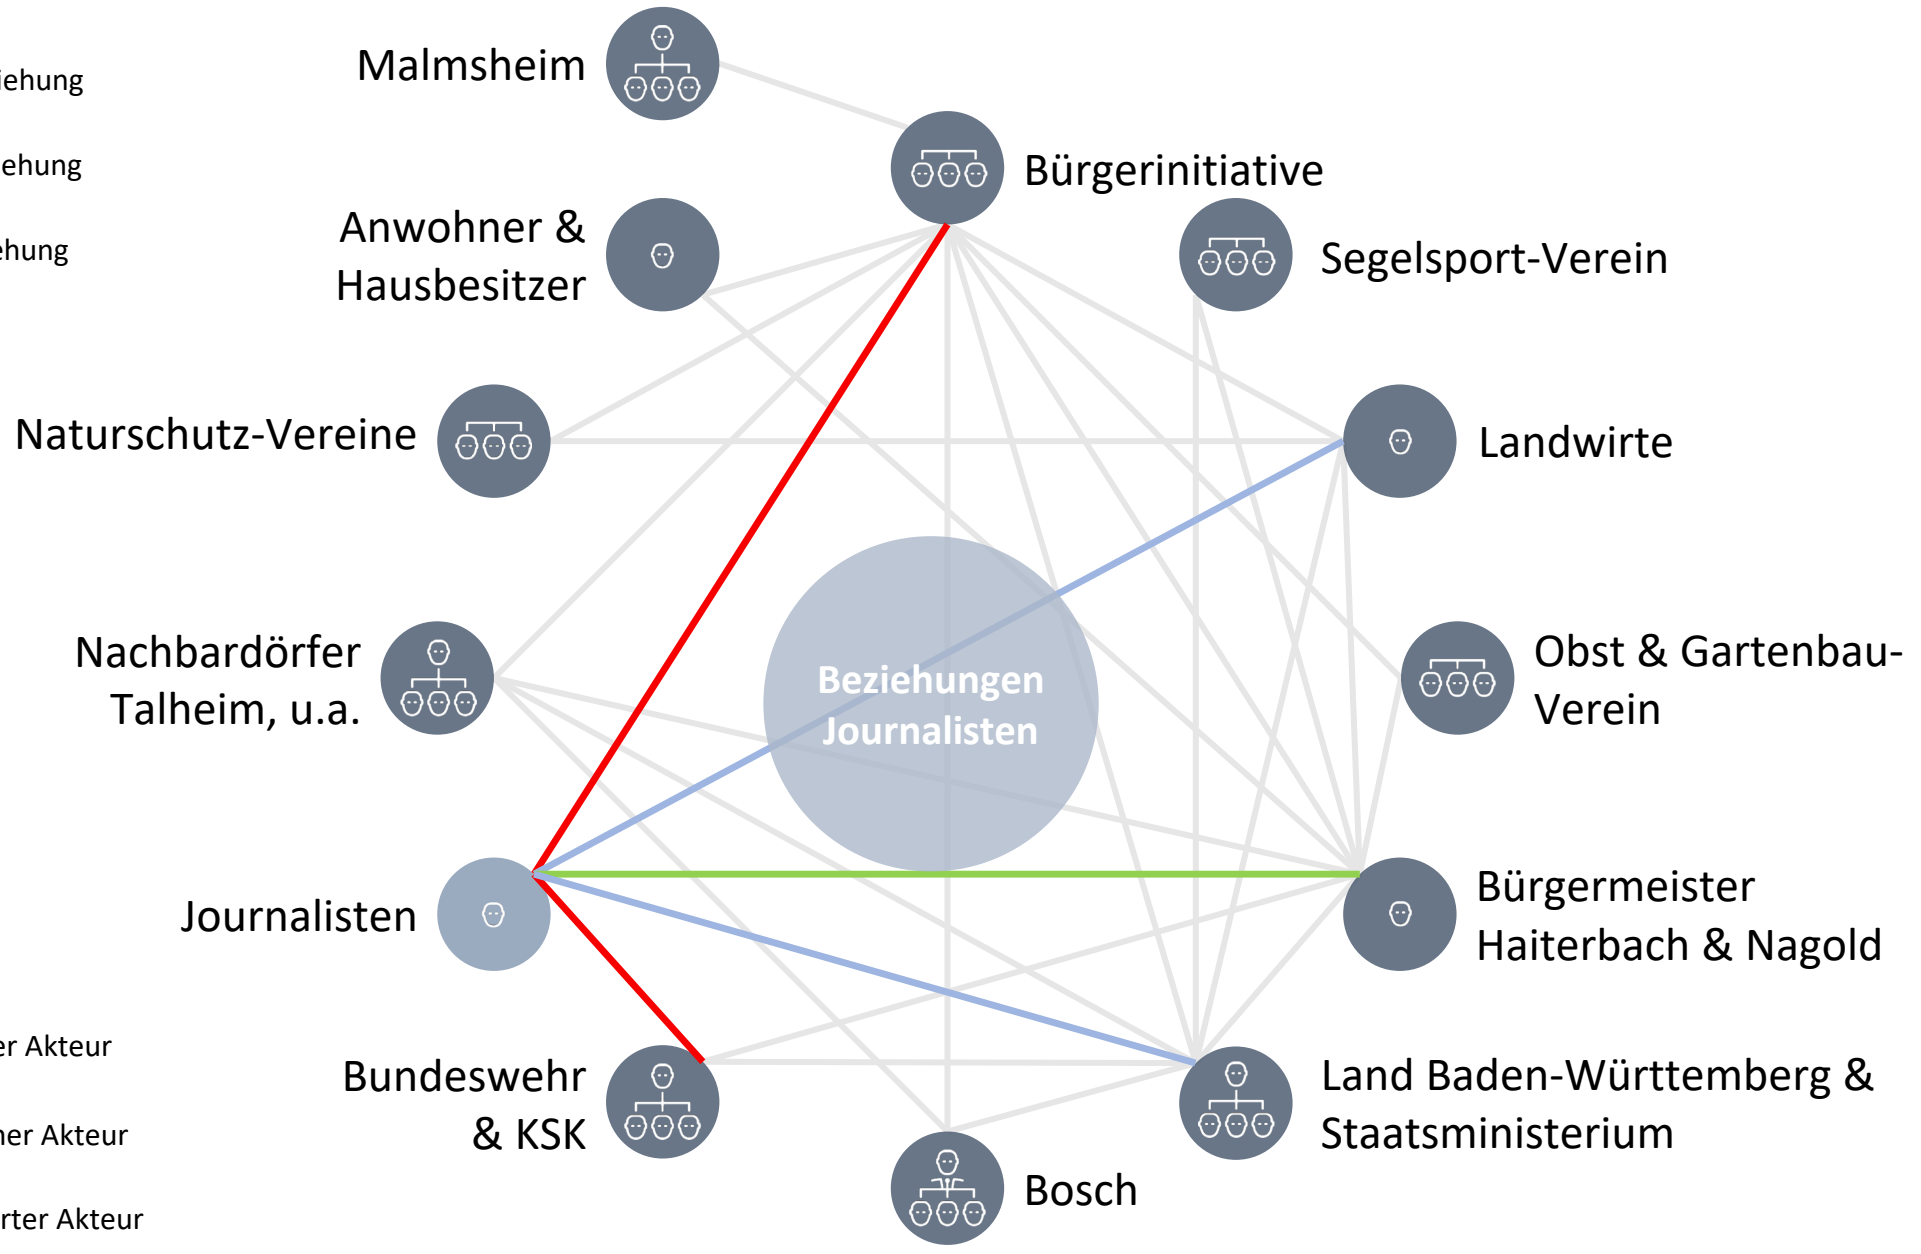 Malmsheim
iehung
Bürgerinitiative
ehung
Anwohner &
Hausbesitzer
Segelsport-Verein
ehung
Naturschutz-Vereine
Landwirte
Nachbardörfer
Talheim, u.a.
Beziehungen
Journalisten
Obst & Gartenbau-
Verein
Journalisten
Bürgermeister
Haiterbach & Nagold
er Akteur
Bundeswehr
& KSK
Land Baden-Württemberg &
Staatsministerium
ner Akteur
Bosch
rter Akteur